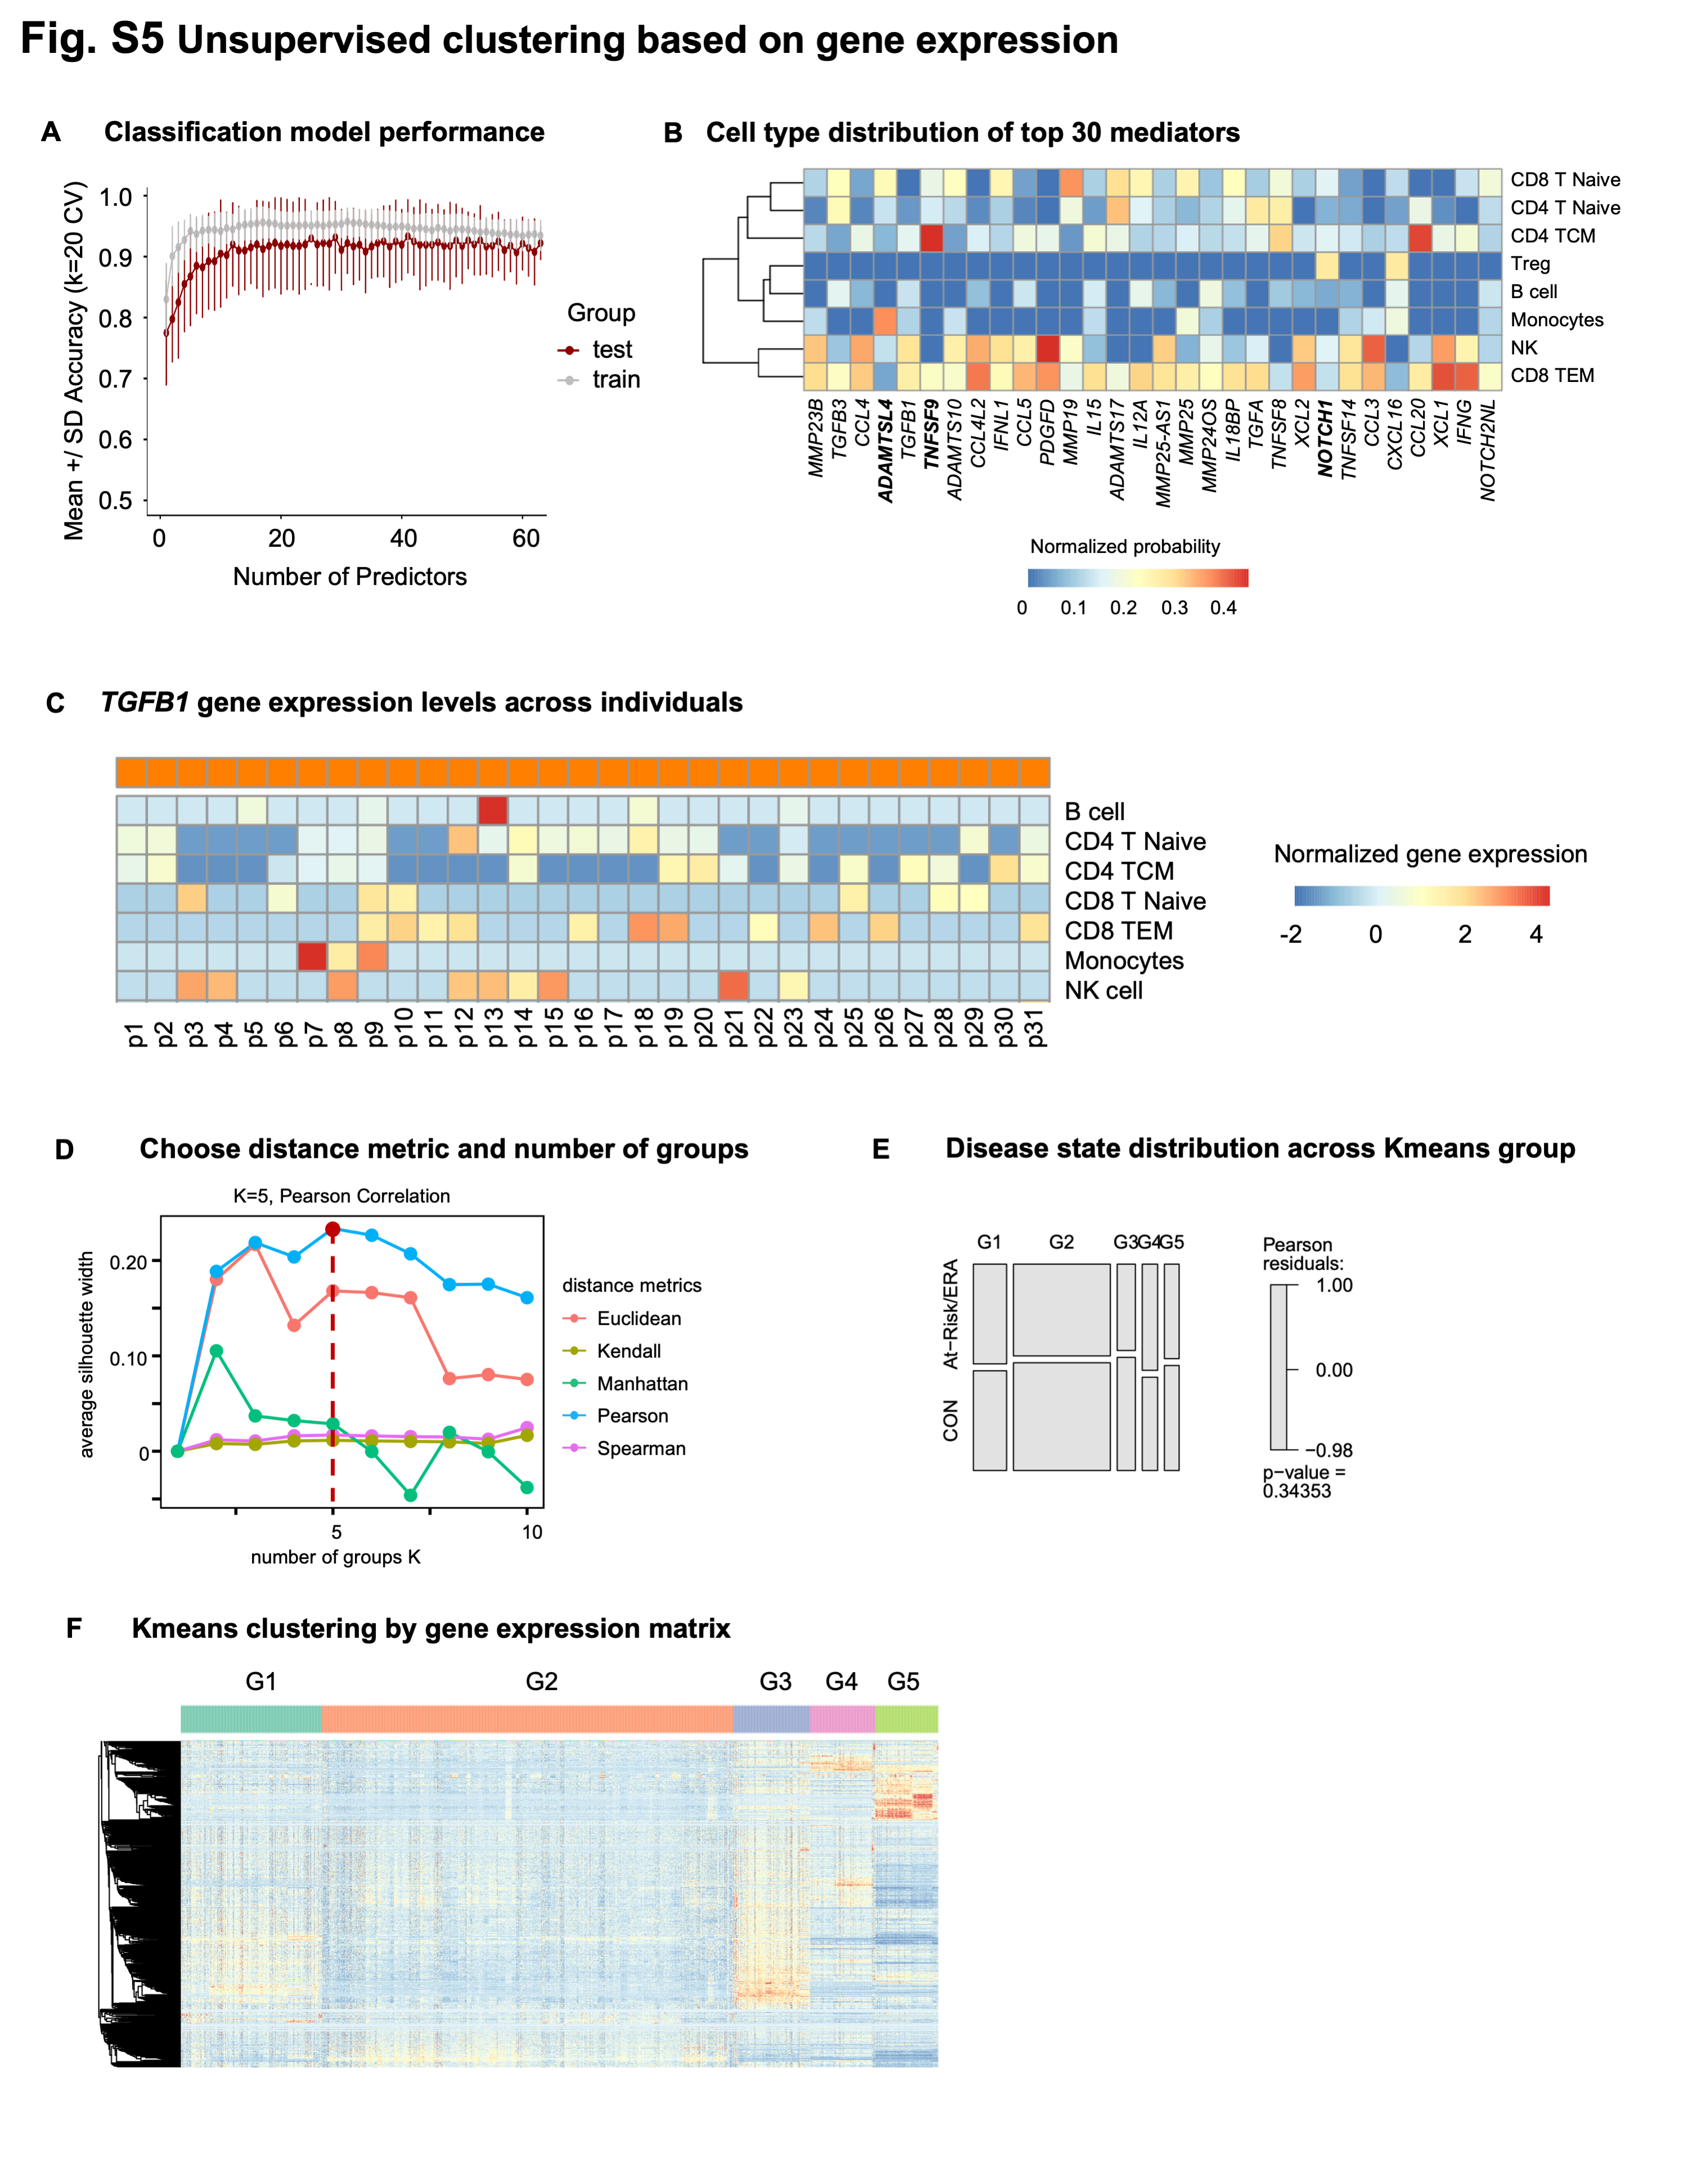 Fig. S5 Unsupervised clustering based on gene expression
A Classification model performance
Mean +/ SD Accuracy (k=20 CV)
1.0
0.9
0.8
0.7
0.6
0.5
0 20 40 60
Number of Predictors
Group
test
train
B Cell type distribution of top 30 mediators
CD8 T Naive
CD4 T Naive
CD4 TCM
Treg
B cell
Monocytes
NK
CD8 TEM
MMP23B
TGFB3
CCL4
ADAMTSL4
TGFB1
TNFSF9
ADAMTS10
CCL4L2
IFNL1
CCL5
PDGFD
MMP19
IL15
ADAMTS17
IL12A
MMP25-AS1
MMP25
MMP24OS
IL18BP
TGFA
TNFSF8
XCL2
NOTCH1
TNFSF14
CCL3
CXCL16
CCL20
XCL1
IFNG
NOTCH2NL
Normalized probability
0 0.1 0.2 0.3 0.4
C TGFB1 gene expression levels across individuals
B cell
CD4 T Naive
CD4 TCM
CD8 T Naive
CD8 TEM
Monocytes
NK cell
p1
p2
p3
p4
p5
p6
p7
p8
p9
p10
p11
p12
p13
p14
p15
p16
p17
p18
p19
p20
p21
p22
p23
p24
p25
p26
p27
p28
p29
p30
p31
Normalized gene expression
-2 0 2 4
D Choose distance metric and number of groups
K=5, Pearson Correlation
average silhouette width
0.20
0.10
0
5 10
number of groups K
distance metrics
Euclidean
Kendall
Manhattan
Pearson
Spearman
E Disease state distribution across Kmeans group
G1 G2 G3 G4 G5
At−Risk/ERA
CON
Pearson
residuals:
1.00
0.00
−0.98
p−value =
0.34353
F Kmeans clustering by gene expression matrix
G1 G2 G3 G4 G5